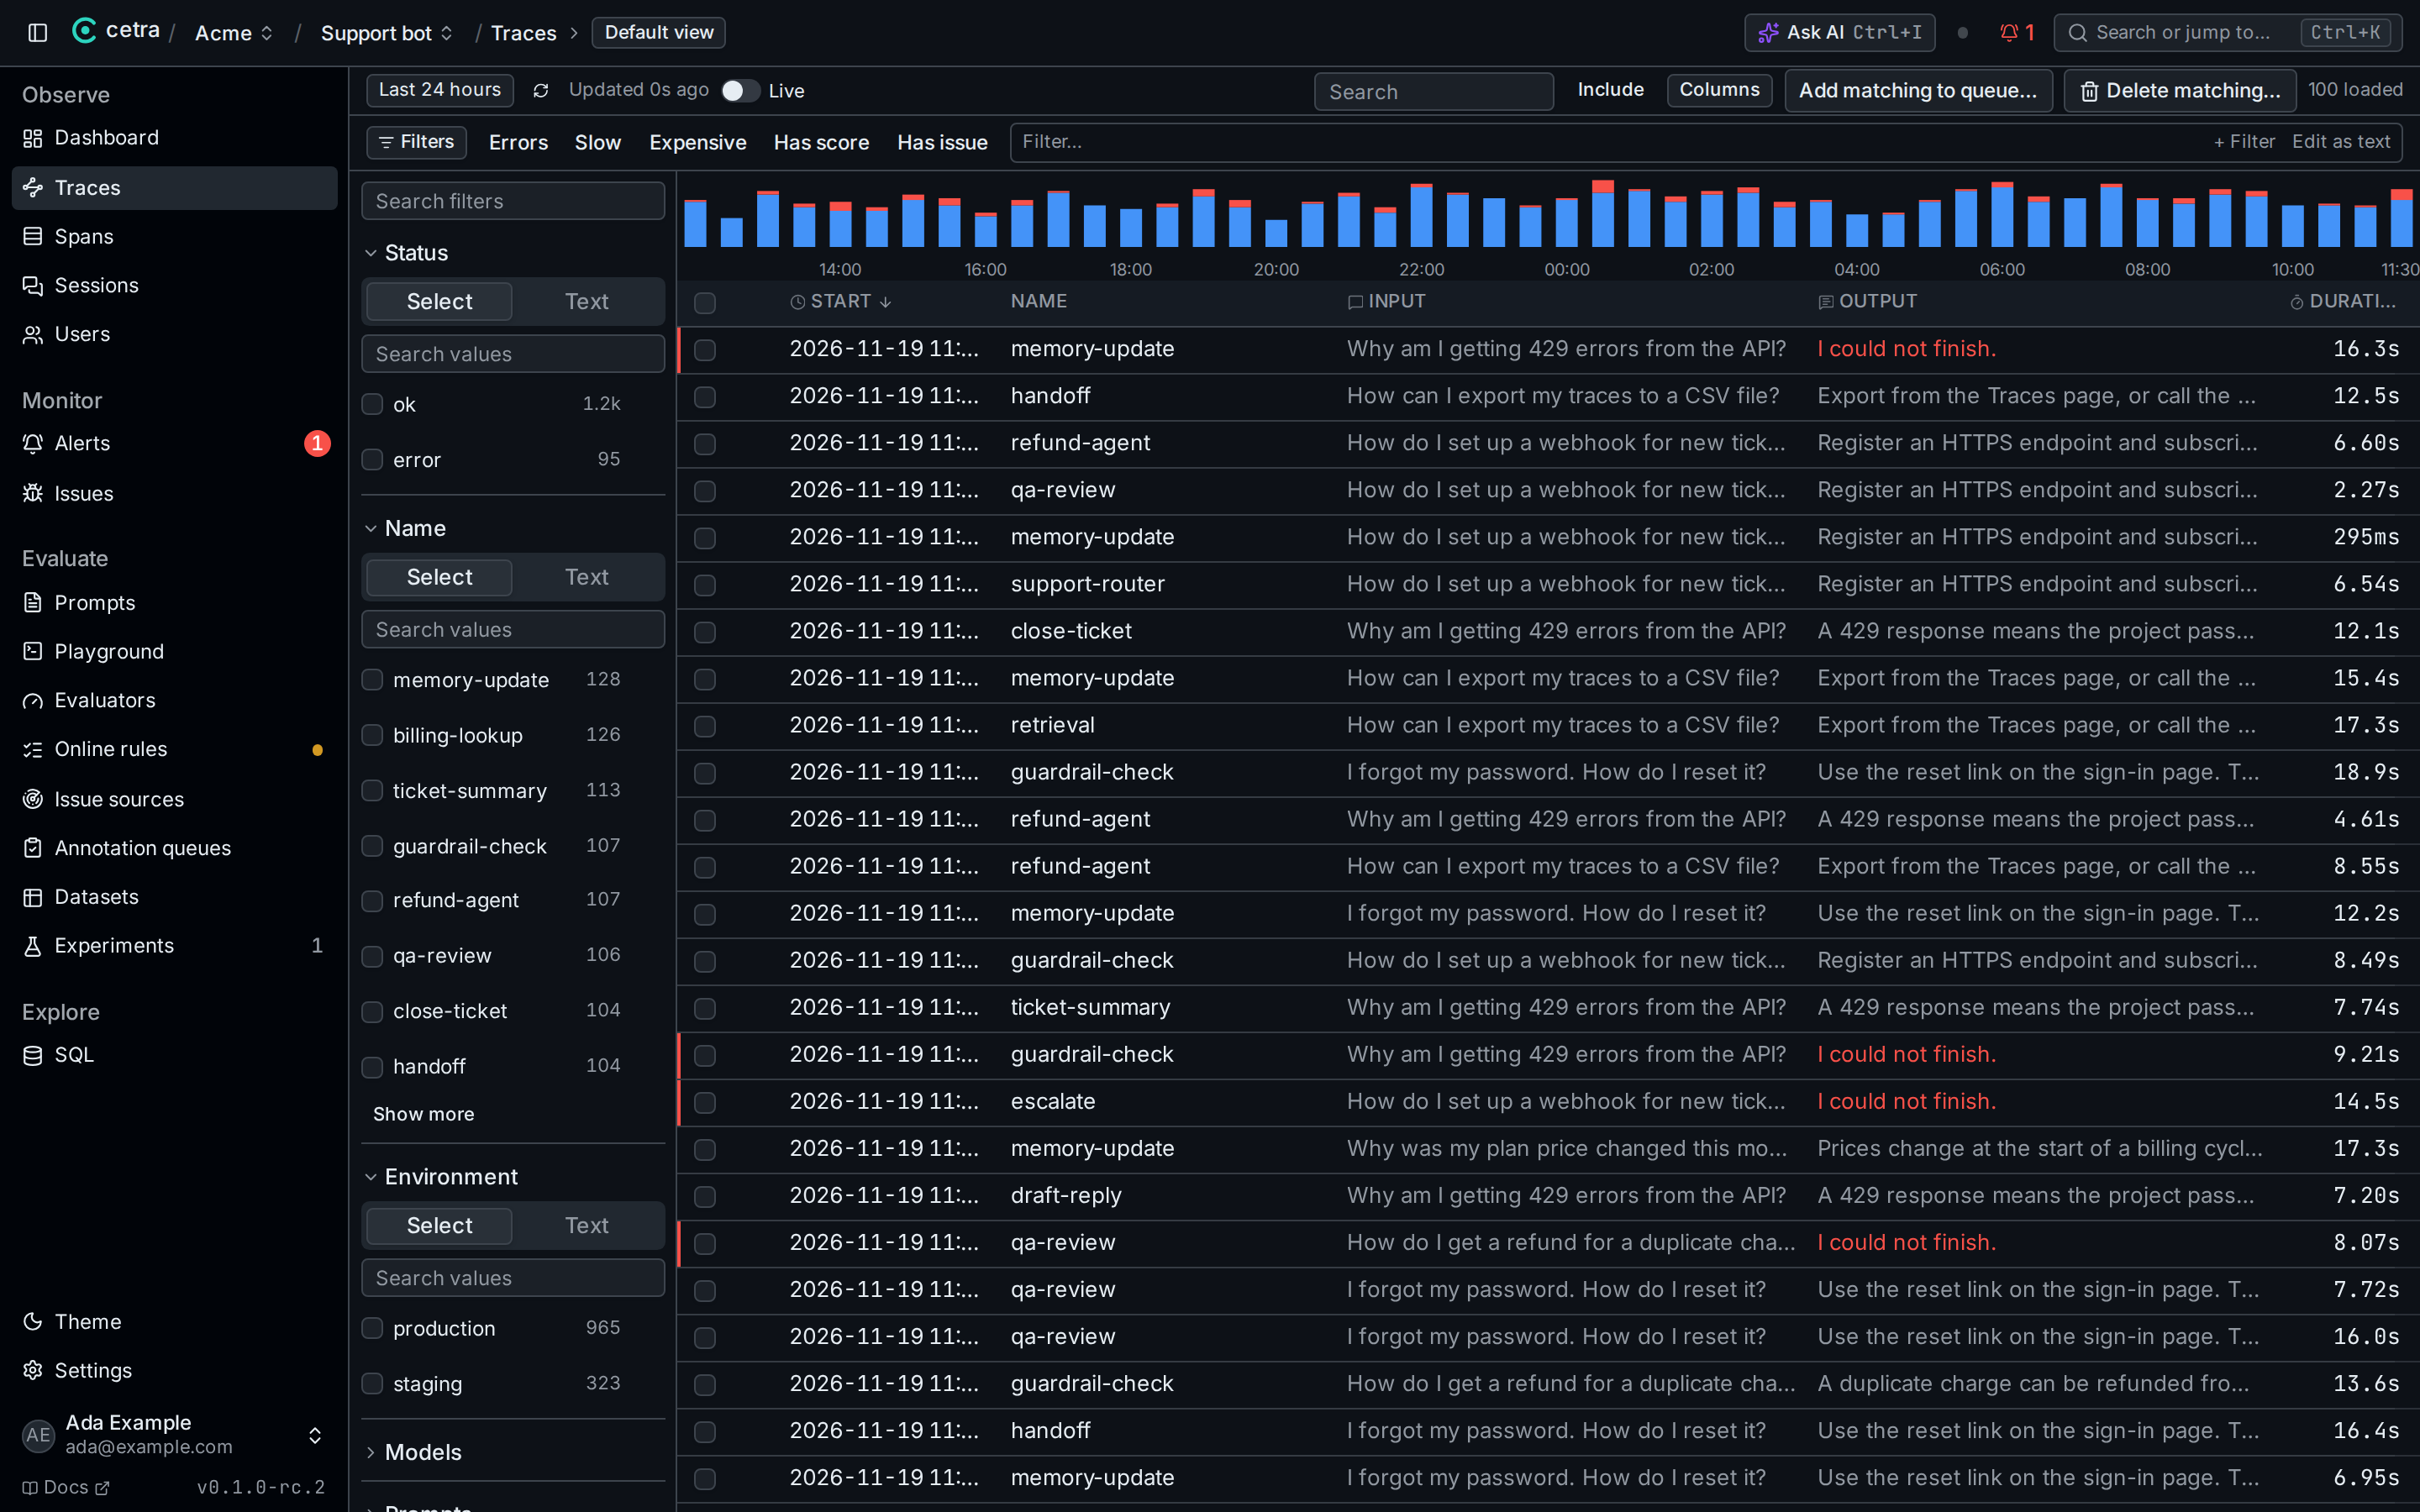 cetra / Acme / Support bot / Traces > Default view
Ask AI Ctrl+I
1
Search or jump to... Ctrl+K
Observe
Dashboard
Traces
Spans
Sessions
Users
Monitor
Alerts 1
Issues
Evaluate
Prompts
Playground
Evaluators
Online rules
Issue sources
Annotation queues
Datasets
Experiments 1
Explore
SQL
Theme
Settings
AE
Ada Example
ada@example.com
Docs v0.1.0-rc.2
Last 24 hours Updated 0s ago Live
Search Include Columns Add matching to queue... Delete matching... 100 loaded
Filters Errors Slow Expensive Has score Has issue Filter... + Filter Edit as text
Search filters
Status
Select Text
Search values
ok 1.2k
error 95
Name
Select Text
Search values
memory-update 128
billing-lookup 126
ticket-summary 113
guardrail-check 107
refund-agent 107
qa-review 106
close-ticket 104
handoff 104
Show more
Environment
Select Text
Search values
production 965
staging 323
Models
14:00 16:00 18:00 20:00 22:00 00:00 02:00 04:00 06:00 08:00 10:00 11:30
START NAME INPUT OUTPUT DURATI...
2026-11-19 11:... memory-update Why am I getting 429 errors from the API? I could not finish. 16.3s
2026-11-19 11:... handoff How can I export my traces to a CSV file? Export from the Traces page, or call the ... 12.5s
2026-11-19 11:... refund-agent How do I set up a webhook for new tick... Register an HTTPS endpoint and subscri... 6.60s
2026-11-19 11:... qa-review How do I set up a webhook for new tick... Register an HTTPS endpoint and subscri... 2.27s
2026-11-19 11:... memory-update How do I set up a webhook for new tick... Register an HTTPS endpoint and subscri... 295ms
2026-11-19 11:... support-router How do I set up a webhook for new tick... Register an HTTPS endpoint and subscri... 6.54s
2026-11-19 11:... close-ticket Why am I getting 429 errors from the API? A 429 response means the project pass... 12.1s
2026-11-19 11:... memory-update How can I export my traces to a CSV file? Export from the Traces page, or call the ... 15.4s
2026-11-19 11:... retrieval How can I export my traces to a CSV file? Export from the Traces page, or call the ... 17.3s
2026-11-19 11:... guardrail-check I forgot my password. How do I reset it? Use the reset link on the sign-in page. T... 18.9s
2026-11-19 11:... refund-agent Why am I getting 429 errors from the API? A 429 response means the project pass... 4.61s
2026-11-19 11:... refund-agent How can I export my traces to a CSV file? Export from the Traces page, or call the ... 8.55s
2026-11-19 11:... memory-update I forgot my password. How do I reset it? Use the reset link on the sign-in page. T... 12.2s
2026-11-19 11:... guardrail-check How do I set up a webhook for new tick... Register an HTTPS endpoint and subscri... 8.49s
2026-11-19 11:... ticket-summary Why am I getting 429 errors from the API? A 429 response means the project pass... 7.74s
2026-11-19 11:... guardrail-check Why am I getting 429 errors from the API? I could not finish. 9.21s
2026-11-19 11:... escalate How do I set up a webhook for new tick... I could not finish. 14.5s
2026-11-19 11:... memory-update Why was my plan price changed this mo... Prices change at the start of a billing cycl... 17.3s
2026-11-19 11:... draft-reply Why am I getting 429 errors from the API? A 429 response means the project pass... 7.20s
2026-11-19 11:... qa-review How do I get a refund for a duplicate cha... I could not finish. 8.07s
2026-11-19 11:... qa-review I forgot my password. How do I reset it? Use the reset link on the sign-in page. T... 7.72s
2026-11-19 11:... qa-review I forgot my password. How do I reset it? Use the reset link on the sign-in page. T... 16.0s
2026-11-19 11:... guardrail-check How do I get a refund for a duplicate cha... A duplicate charge can be refunded fro... 13.6s
2026-11-19 11:... handoff I forgot my password. How do I reset it? Use the reset link on the sign-in page. T... 16.4s
2026-11-19 11:... memory-update I forgot my password. How do I reset it? Use the reset link on the sign-in page. T... 6.95s